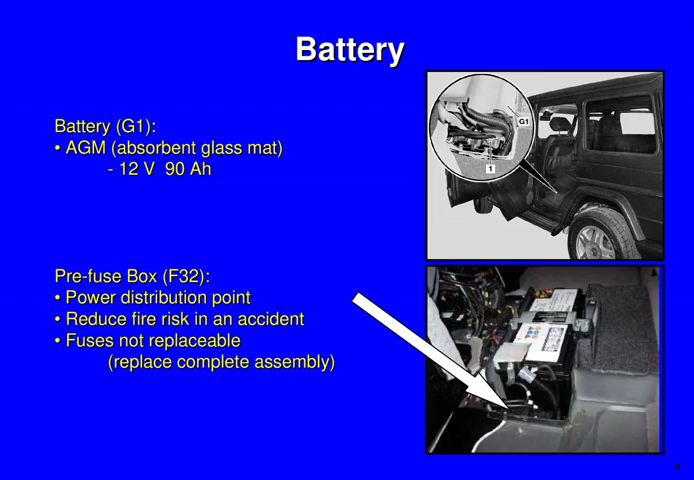 Battery
Battery (G1):
• AGM (absorbent glass mat)
- 12 V 90 Ah
G1
1
Pre-fuse Box (F32):
• Power distribution point
• Reduce fire risk in an accident
• Fuses not replaceable
(replace complete assembly)
4